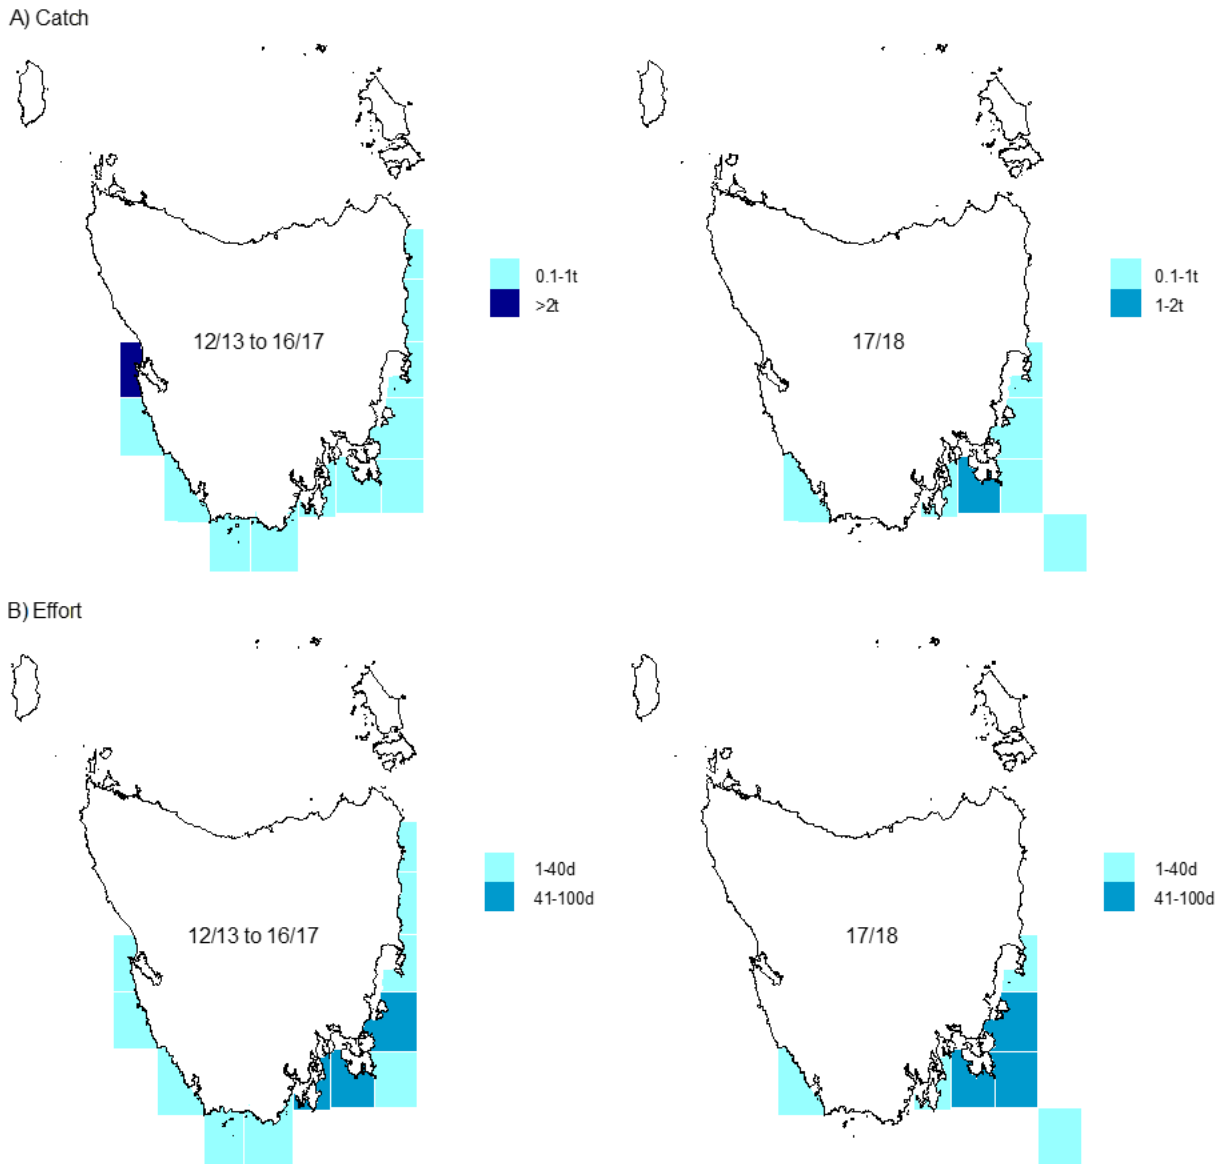 A) Catch
0.1-1t
>2t
12/13 to 16/17
0.1-1t
1-2t
17/18
B) Effort
1-40d
41-100d
12/13 to 16/17
1-40d
41-100d
17/18